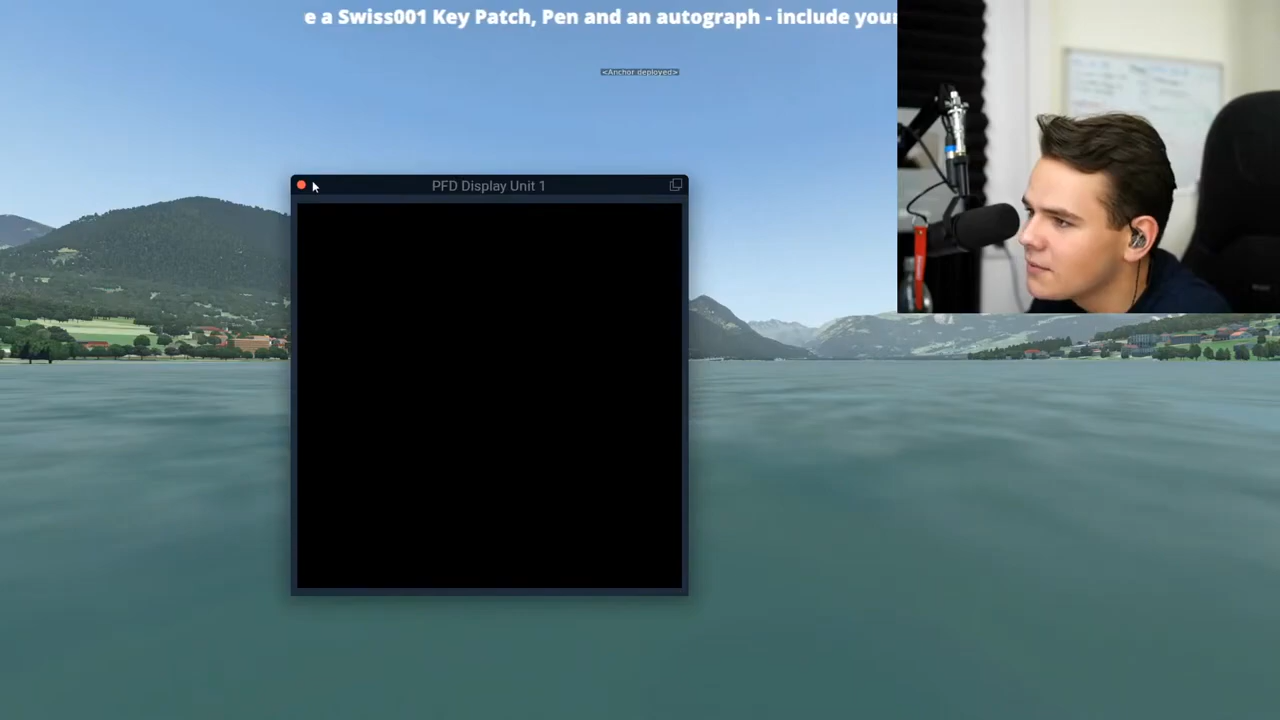 e a Swiss001 Key Patch, Pen and an autograph - include your
<Anchor deployed>
PFD Display Unit 1